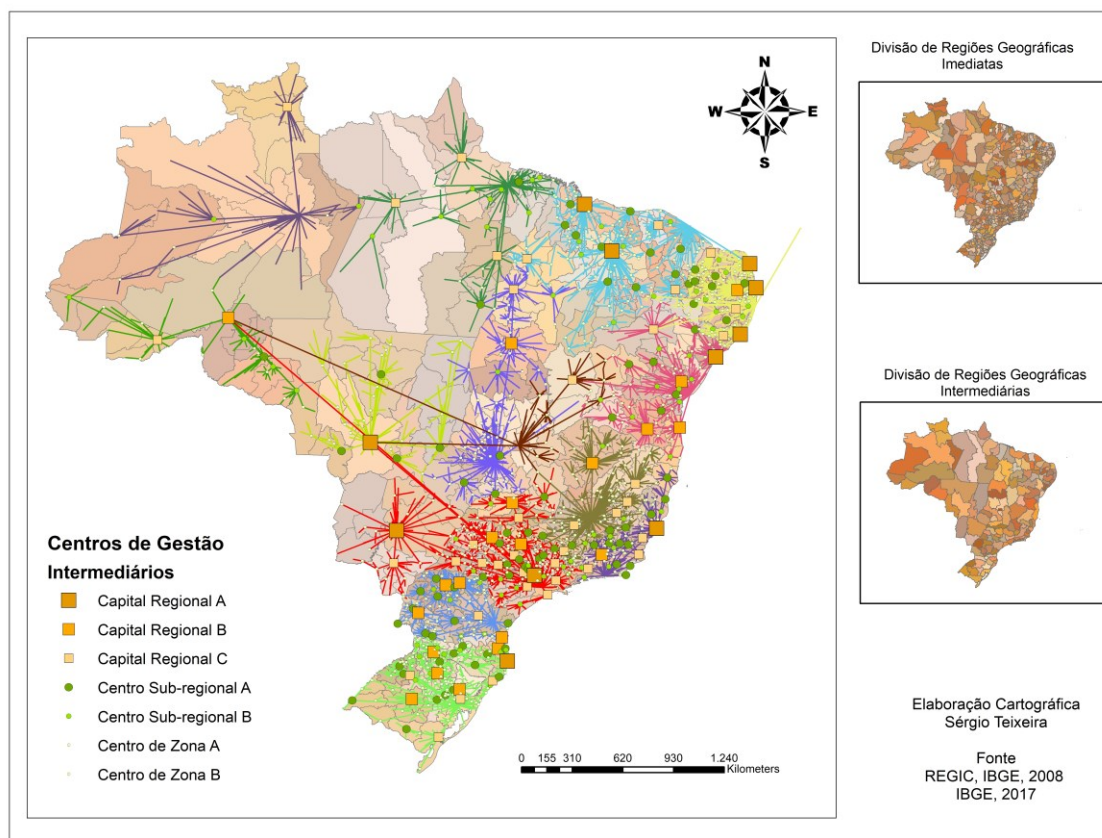 N
W
E
S
Centros de Gestão
Intermediários
Capital Regional A
Capital Regional B
Capital Regional C
Centro Sub-regional A
Centro Sub-regional B
Centro de Zona A
Centro de Zona B
0 155 310 620 930 1.240
Kilometers
Divisão de Regiões Geográficas
Imediatas
Divisão de Regiões Geográficas
Intermediárias
Elaboração Cartográfica
Sérgio Teixeira
Fonte
REGIC, IBGE, 2008
IBGE, 2017